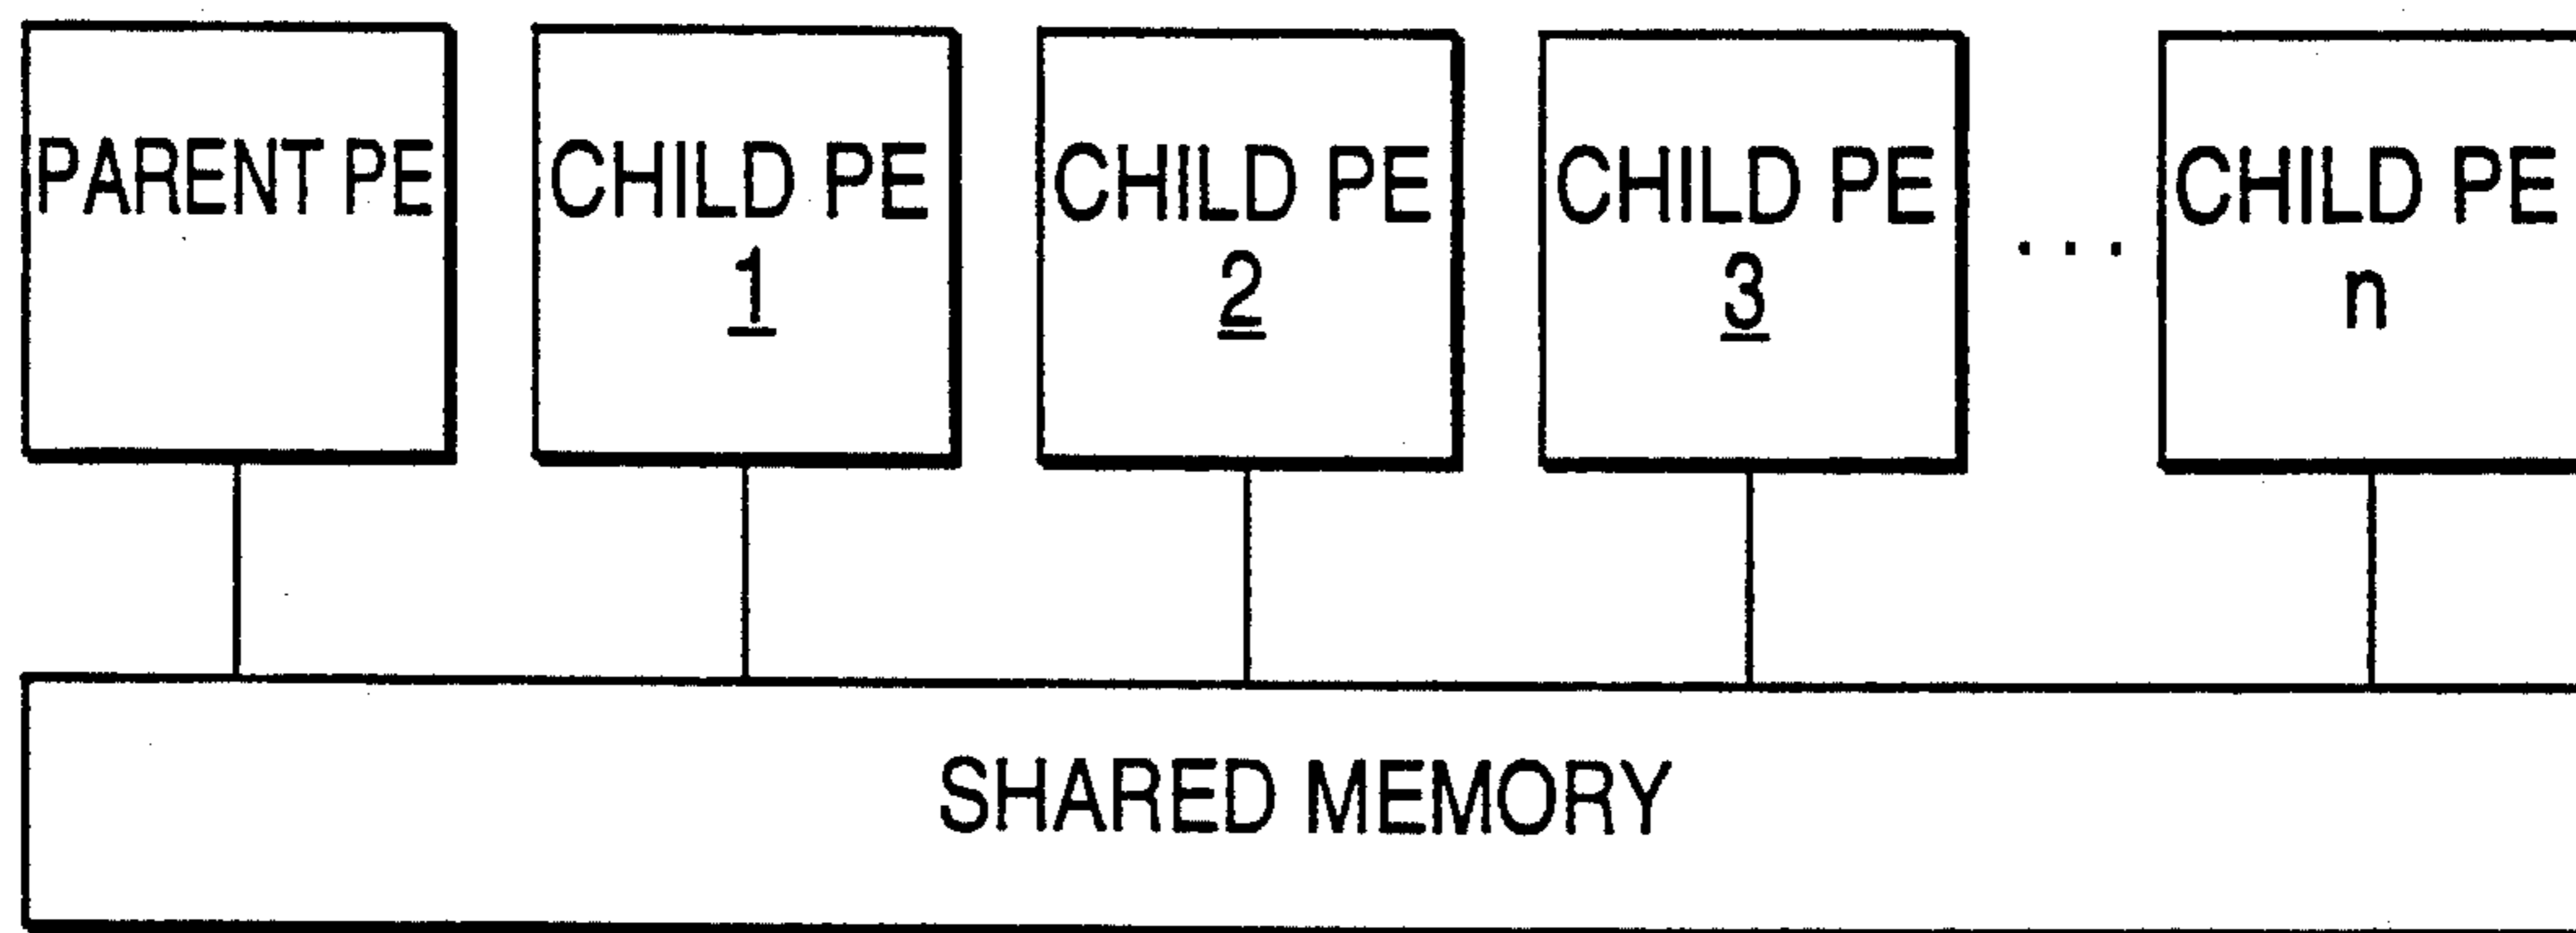 PARENT PE
CHILD PE
1
CHILD PE
2
CHILD PE
3
...
CHILD PE
n
SHARED MEMORY